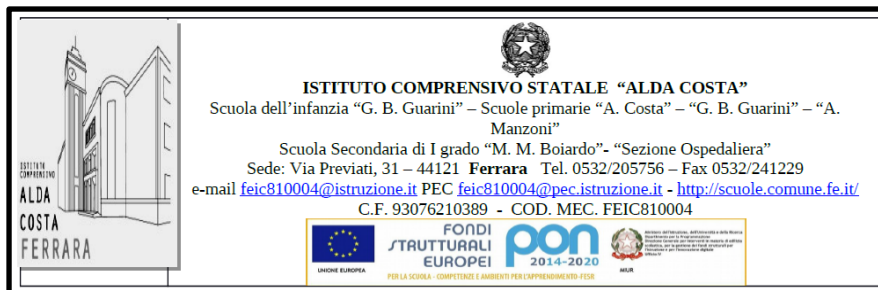 ISTITUTO
COMPRENSIVO
ALDA
COSTA
FERRARA
ISTITUTO COMPRENSIVO STATALE “ALDA COSTA”
Scuola dell’infanzia “G. B. Guarini” – Scuole primarie “A. Costa” – “G. B. Guarini” – “A.
Manzoni”
Scuola Secondaria di I grado “M. M. Boiardo”- “Sezione Ospedaliera”
Sede: Via Previati, 31 – 44121 Ferrara Tel. 0532/205756 – Fax 0532/241229
e-mail feic810004@istruzione.it PEC feic810004@pec.istruzione.it - http://scuole.comune.fe.it/
C.F. 93076210389 - COD. MEC. FEIC810004
UNIONE EUROPEA
FONDI
STRUTTURALI
EUROPEI
pon
2014-2020
PER LA SCUOLA - COMPETENZE E AMBIENTI PER L'APPRENDIMENTO-FESR
MIUR